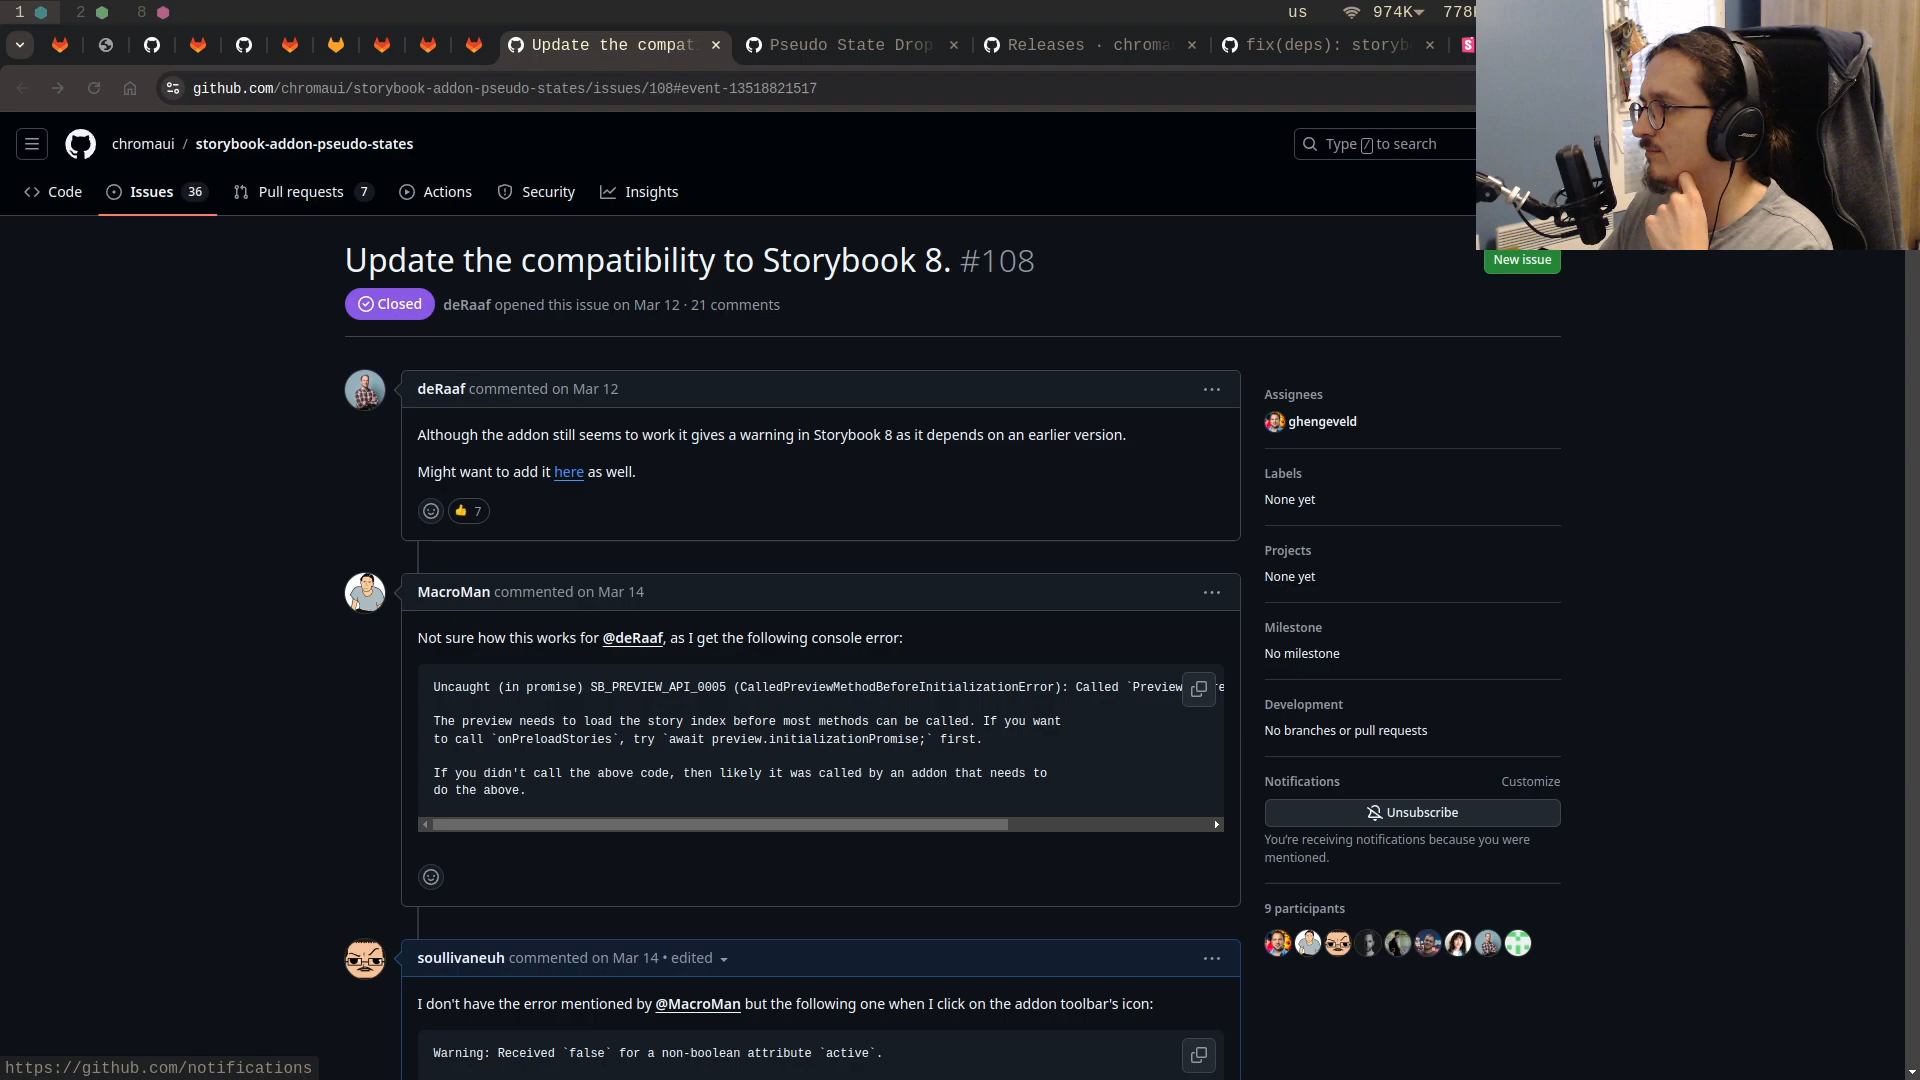 1 2 8 us 974K 778K
Update the compat × Pseudo State Drop × Releases · chroma × fix(deps): storyb ×
github.com/chromaui/storybook-addon-pseudo-states/issues/108#event-13518821517
chromaui / storybook-addon-pseudo-states
Type / to search
Code Issues 36 Pull requests 7 Actions Security Insights
Update the compatibility to Storybook 8. #108
New issue
Closed deRaaf opened this issue on Mar 12 · 21 comments
deRaaf commented on Mar 12
Although the addon still seems to work it gives a warning in Storybook 8 as it depends on an earlier version.
Might want to add it here as well.
👍 7
MacroMan commented on Mar 14
Not sure how this works for @deRaaf, as I get the following console error:
Uncaught (in promise) SB_PREVIEW_API_0005 (CalledPreviewMethodBeforeInitializationError): Called `Preview
The preview needs to load the story index before most methods can be called. If you want
to call `onPreloadStories`, try `await preview.initializationPromise;` first.
If you didn't call the above code, then likely it was called by an addon that needs to
do the above.
soullivaneuh commented on Mar 14 • edited
I don't have the error mentioned by @MacroMan but the following one when I click on the addon toolbar's icon:
Warning: Received `false` for a non-boolean attribute `active`.
Assignees
ghengeveld
Labels
None yet
Projects
None yet
Milestone
No milestone
Development
No branches or pull requests
Notifications Customize
Unsubscribe
You're receiving notifications because you were
mentioned.
9 participants
https://github.com/notifications
BOSE